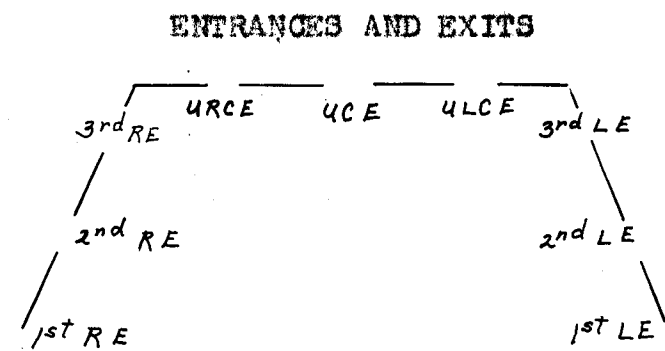 ENTRANCES AND EXITS
URCE UCE ULCE
3rd RE 3rd LE
2nd RE 2nd LE
1st RE 1st LE